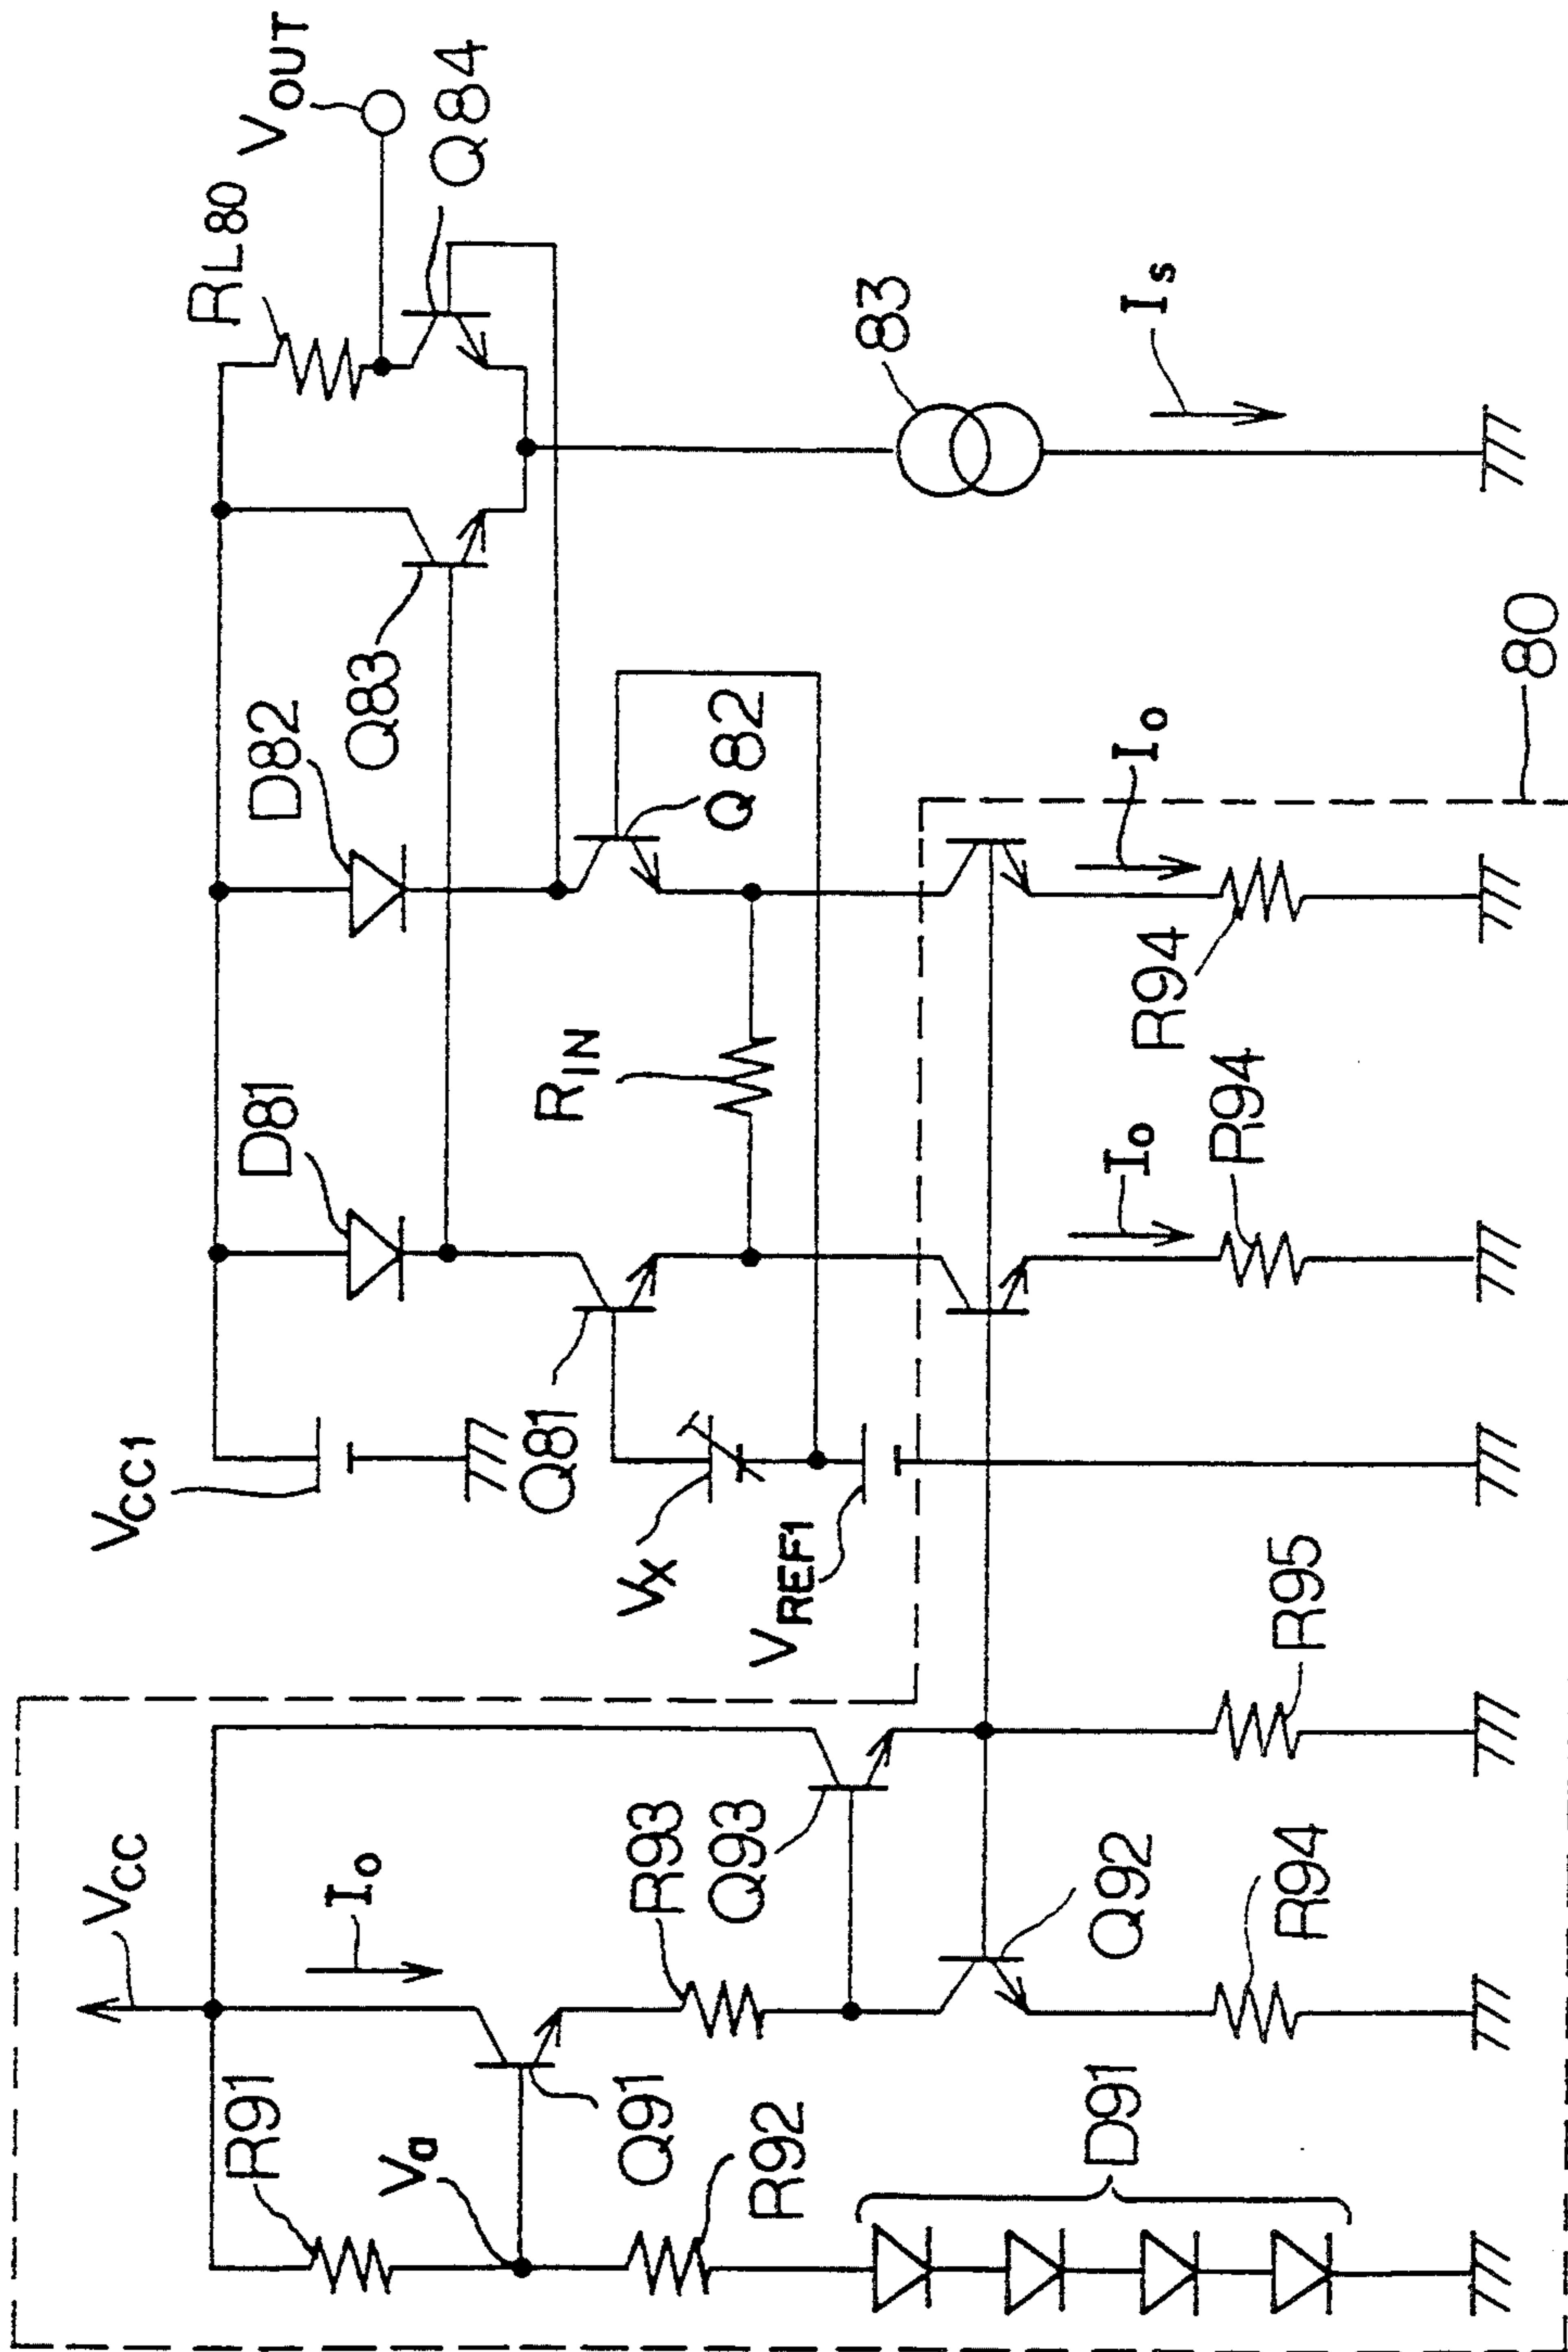 VCC
R91
Va
Q91
R92
D91
Io
R93
Q93
Q92
R94
R95
VCC1
VX
VREF1
Q81
D81
RIN
Io
R94
D82
Q82
Io
R94
80
Q83
RL80
VOUT
Q84
83
Is